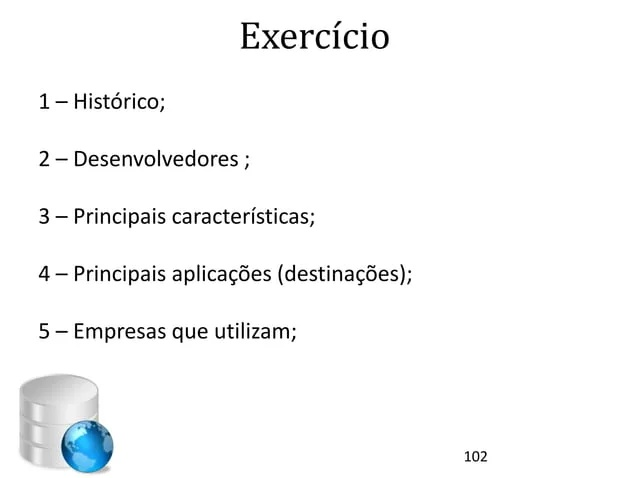 Exercício
1 – Histórico;
2 – Desenvolvedores ;
3 – Principais características;
4 – Principais aplicações (destinações);
5 – Empresas que utilizam;
102